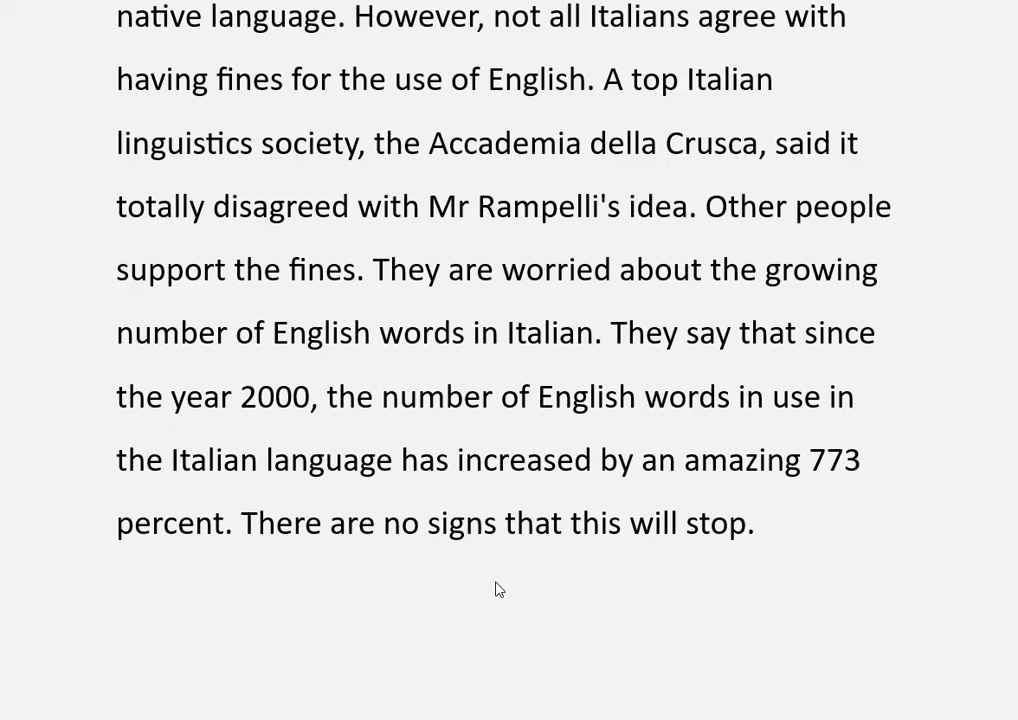 native language. However, not all Italians agree with
having fines for the use of English. A top Italian
linguistics society, the Accademia della Crusca, said it
totally disagreed with Mr Rampelli's idea. Other people
support the fines. They are worried about the growing
number of English words in Italian. They say that since
the year 2000, the number of English words in use in
the Italian language has increased by an amazing 773
percent. There are no signs that this will stop.